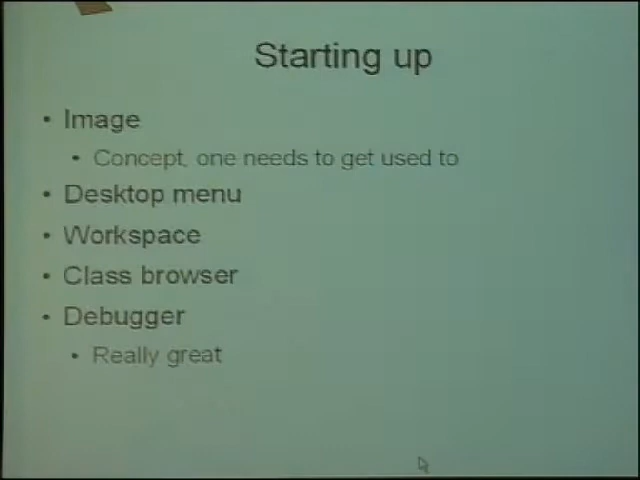 Starting up
• Image
• Concept, one needs to get used to
• Desktop menu
• Workspace
• Class browser
• Debugger
• Really great